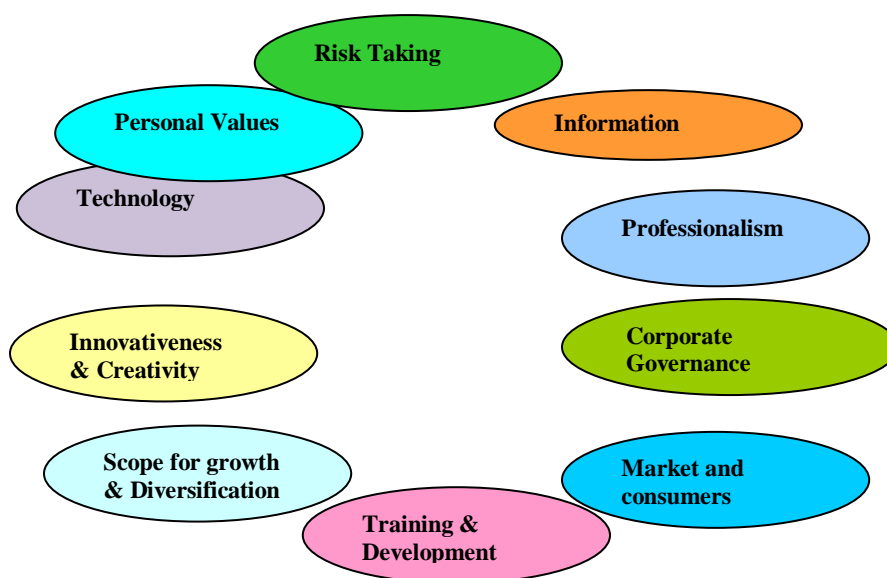 Risk Taking
Personal Values
Information
Technology
Professionalism
Innovativeness
& Creativity
Corporate
Governance
Scope for growth
& Diversification
Market and
consumers
Training &
Development